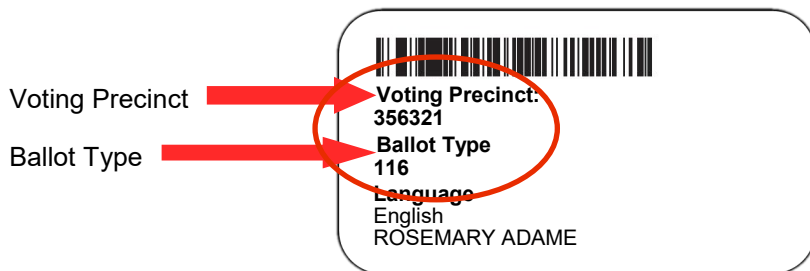 Voting Precinct
Voting Precinct:
356321
Ballot Type
Ballot Type
116
Language
English
ROSEMARY ADAME